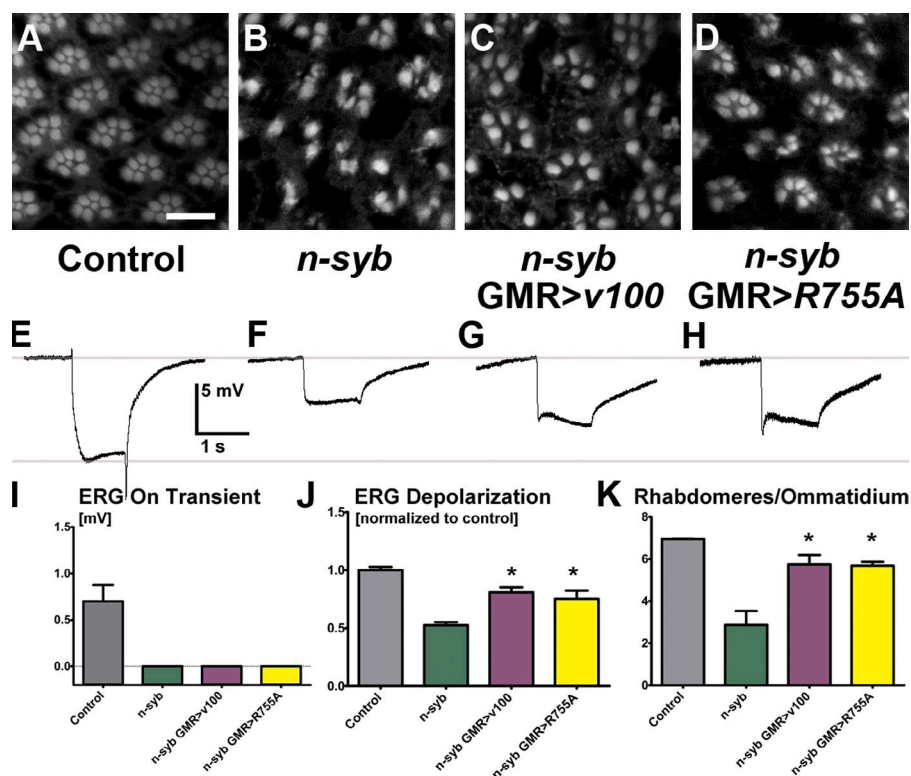 A B C D
Control n-syb n-syb n-syb
GMR>v100 GMR>R755A
E F G H
5 mV
1 s
I ERG On Transient
[mV]
1.5
1.0
0.5
0.0
Control
n-syb
n-syb GMR>v100
n-syb GMR>R755A
J ERG Depolarization
[normalized to control]
1.5
1.0
0.5
0
Control
n-syb
n-syb GMR>v100
n-syb GMR>R755A
* *
K Rhabdomeres/Ommatidium
8
6
4
2
0
Control
n-syb
n-syb GMR>v100
n-syb GMR>R755A
* *